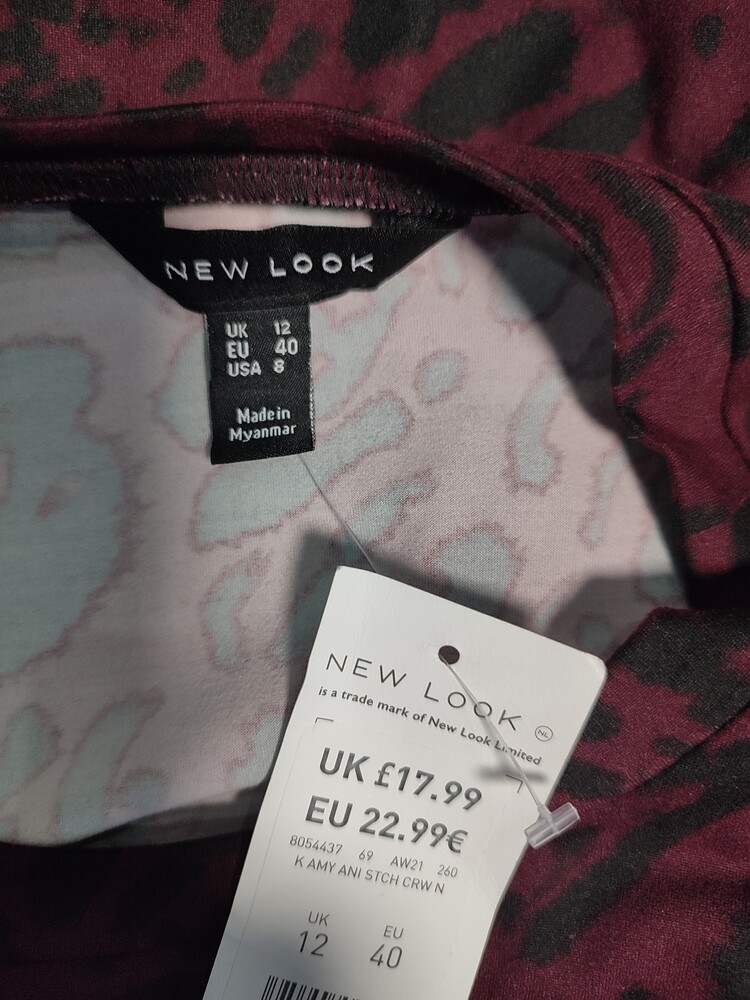 NEW LOOK
UK 12
EU 40
USA 8
Made in
Myanmar
NEW LOOK
is a trade mark of New Look Limited
NL
UK £17.99
EU 22.99€
8054437 69 AW21 260
K AMY ANI STCH CRW N
UK EU
12 40